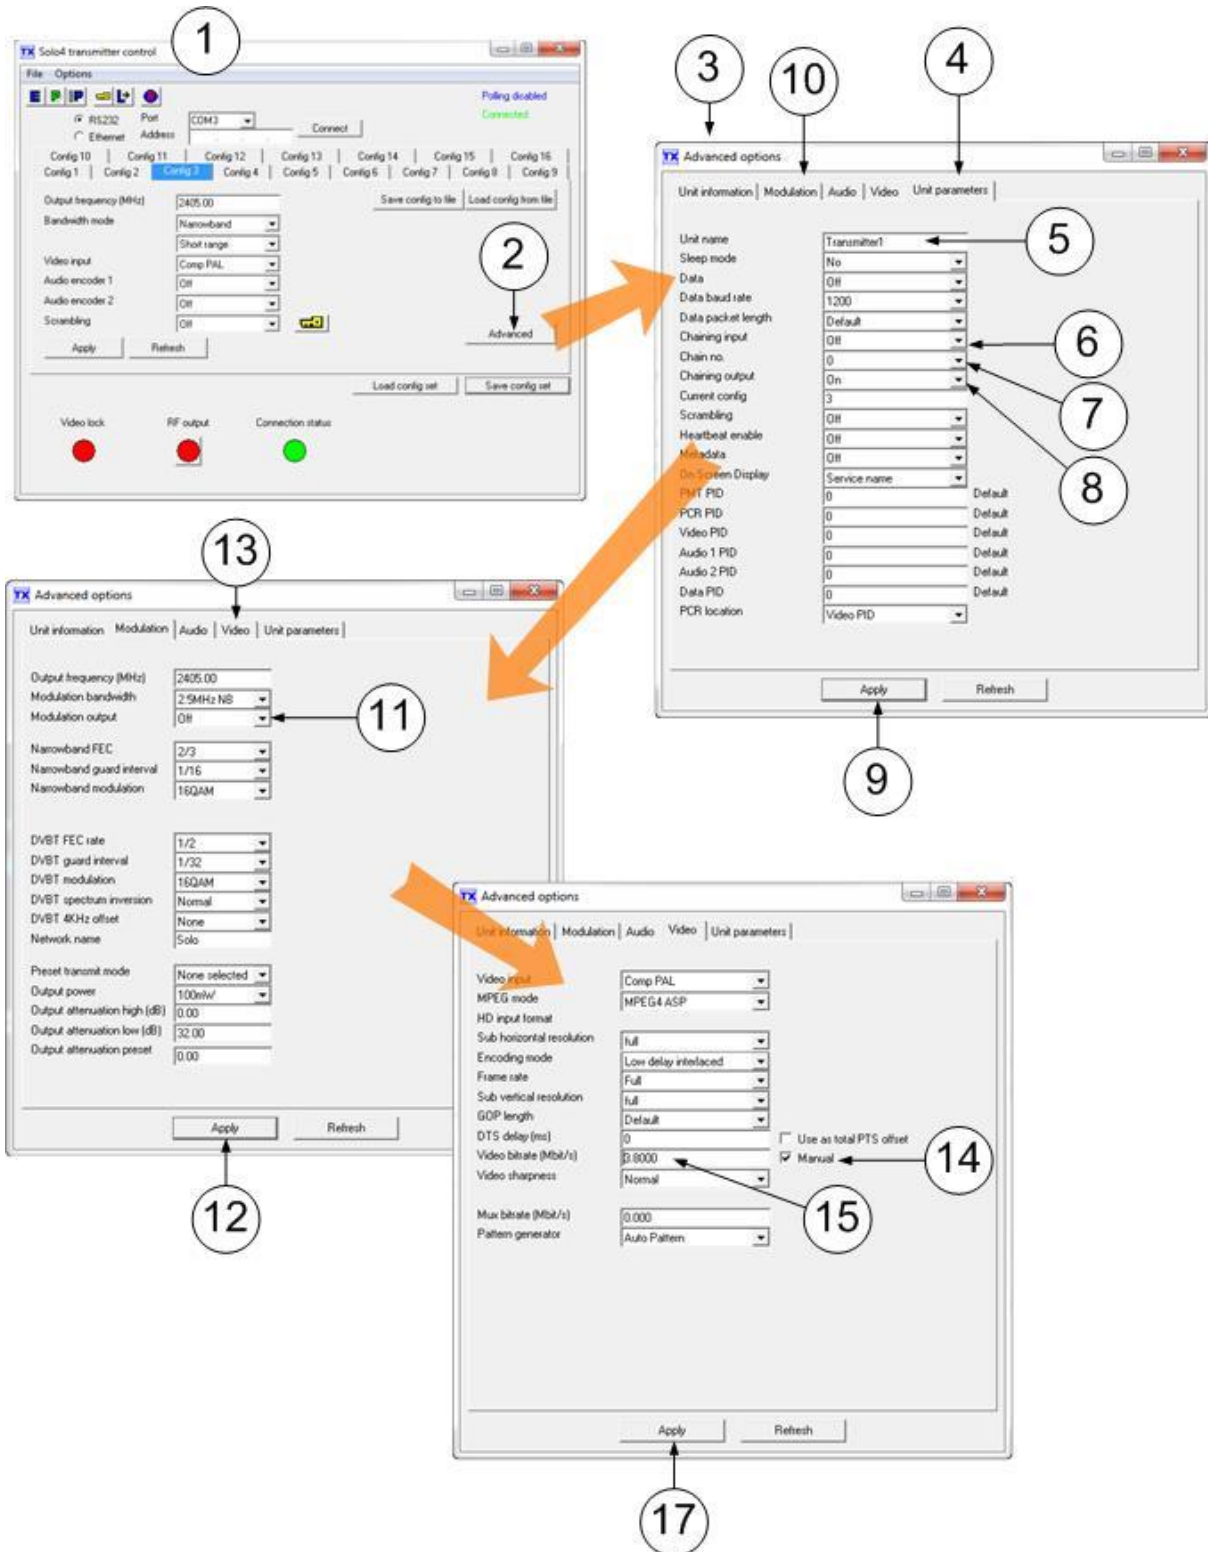 1
TX Solo4 transmitter control
File Options
E P IP L
Polling disabled
Connected
RS232 Port COM3
Ethernet Address Connect
Config 10 Config 11 Config 12 Config 13 Config 14 Config 15 Config 16
Config 1 Config 2 Config 3 Config 4 Config 5 Config 6 Config 7 Config 8 Config 9
Output frequency (MHz) 2405.00 Save config to file Load config from file
Bandwidth mode Narrowband
Short range
Video input Comp PAL
Audio encoder 1 Off
Audio encoder 2 Off
Scrambling Off
2
Advanced
Apply Refresh
Load config set Save config set
Video lock RF output Connection status
3
10
4
TX Advanced options
Unit information Modulation Audio Video Unit parameters
Unit name Transmitter1
5
Sleep mode No
Data Off
Data baud rate 1200
Data packet length Default
Chaining input Off
6
Chain no. 0
7
Chaining output On
8
Current config 3
Scrambling Off
Heartbeat enable Off
Metadata Off
On Screen Display Service name
PMT PID 0 Default
PCR PID 0 Default
Video PID 0 Default
Audio 1 PID 0 Default
Audio 2 PID 0 Default
Data PID 0 Default
PCR location Video PID
Apply Refresh
9
13
TX Advanced options
Unit information Modulation Audio Video Unit parameters
Output frequency (MHz) 2405.00
Modulation bandwidth 2.5MHz NB
Modulation output Off
11
Narrowband FEC 2/3
Narrowband guard interval 1/16
Narrowband modulation 16QAM
DVBT FEC rate 1/2
DVBT guard interval 1/32
DVBT modulation 16QAM
DVBT spectrum inversion Normal
DVBT 4KHz offset None
Network name Solo
Preset transmit mode None selected
Output power 100mW
Output attenuation high (dB) 0.00
Output attenuation low (dB) 32.00
Output attenuation preset 0.00
Apply Refresh
12
TX Advanced options
Unit information Modulation Audio Video Unit parameters
Video input Comp PAL
MPEG mode MPEG4 ASP
HD input format
Sub horizontal resolution full
Encoding mode Low delay interlaced
Frame rate Full
Sub vertical resolution full
GOP length Default
DTS delay (ms) 0 Use as total PTS offset
Video bitrate (Mbit/s) 3.8000 Manual
14
Video sharpness Normal
15
Mux bitrate (Mbit/s) 0.000
Pattern generator Auto Pattern
Apply Refresh
17